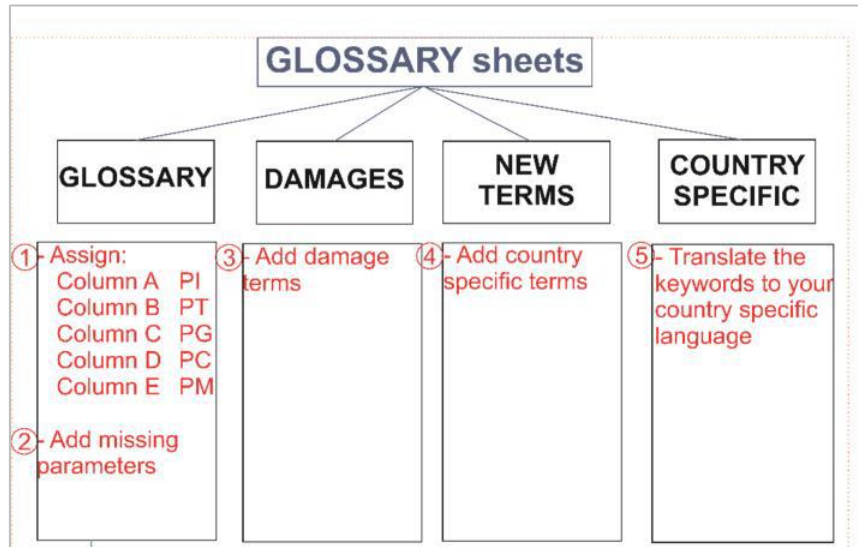 GLOSSARY sheets
GLOSSARY
DAMAGES
NEW
TERMS
COUNTRY
SPECIFIC
1 - Assign:
Column A PI
Column B PT
Column C PG
Column D PC
Column E PM
2 - Add missing
parameters
3 - Add damage
terms
4 - Add country
specific terms
5 - Translate the
keywords to your
country specific
language